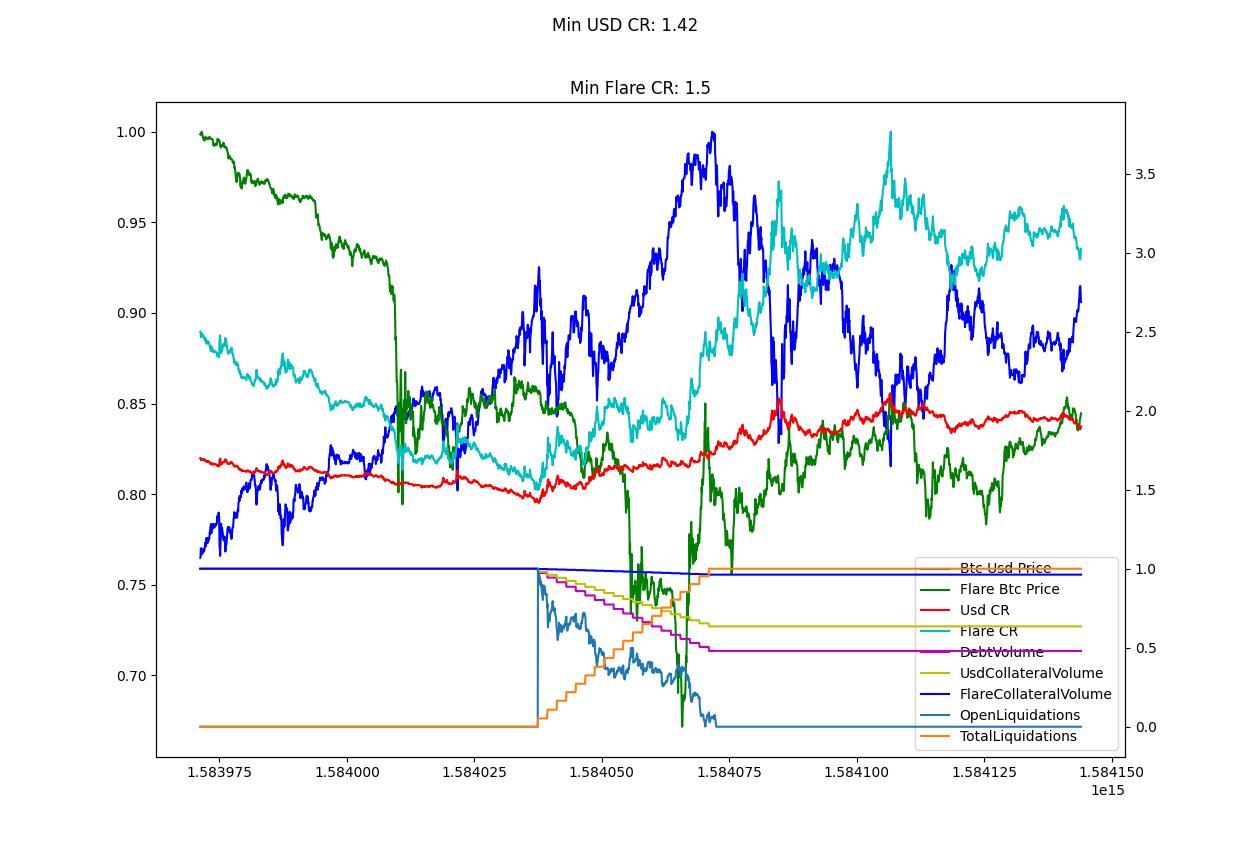 Min USD CR: 1.42
Min Flare CR: 1.5
1.00
0.95
0.90
0.85
0.80
0.75
0.70
3.5
3.0
2.5
2.0
1.5
1.0
0.5
0.0
Btc Usd Price
Flare Btc Price
Usd CR
Flare CR
DebtVolume
UsdCollateralVolume
FlareCollateralVolume
OpenLiquidations
TotalLiquidations
1.583975 1.584000 1.584025 1.584050 1.584075 1.584100 1.584125 1.584150
1e15